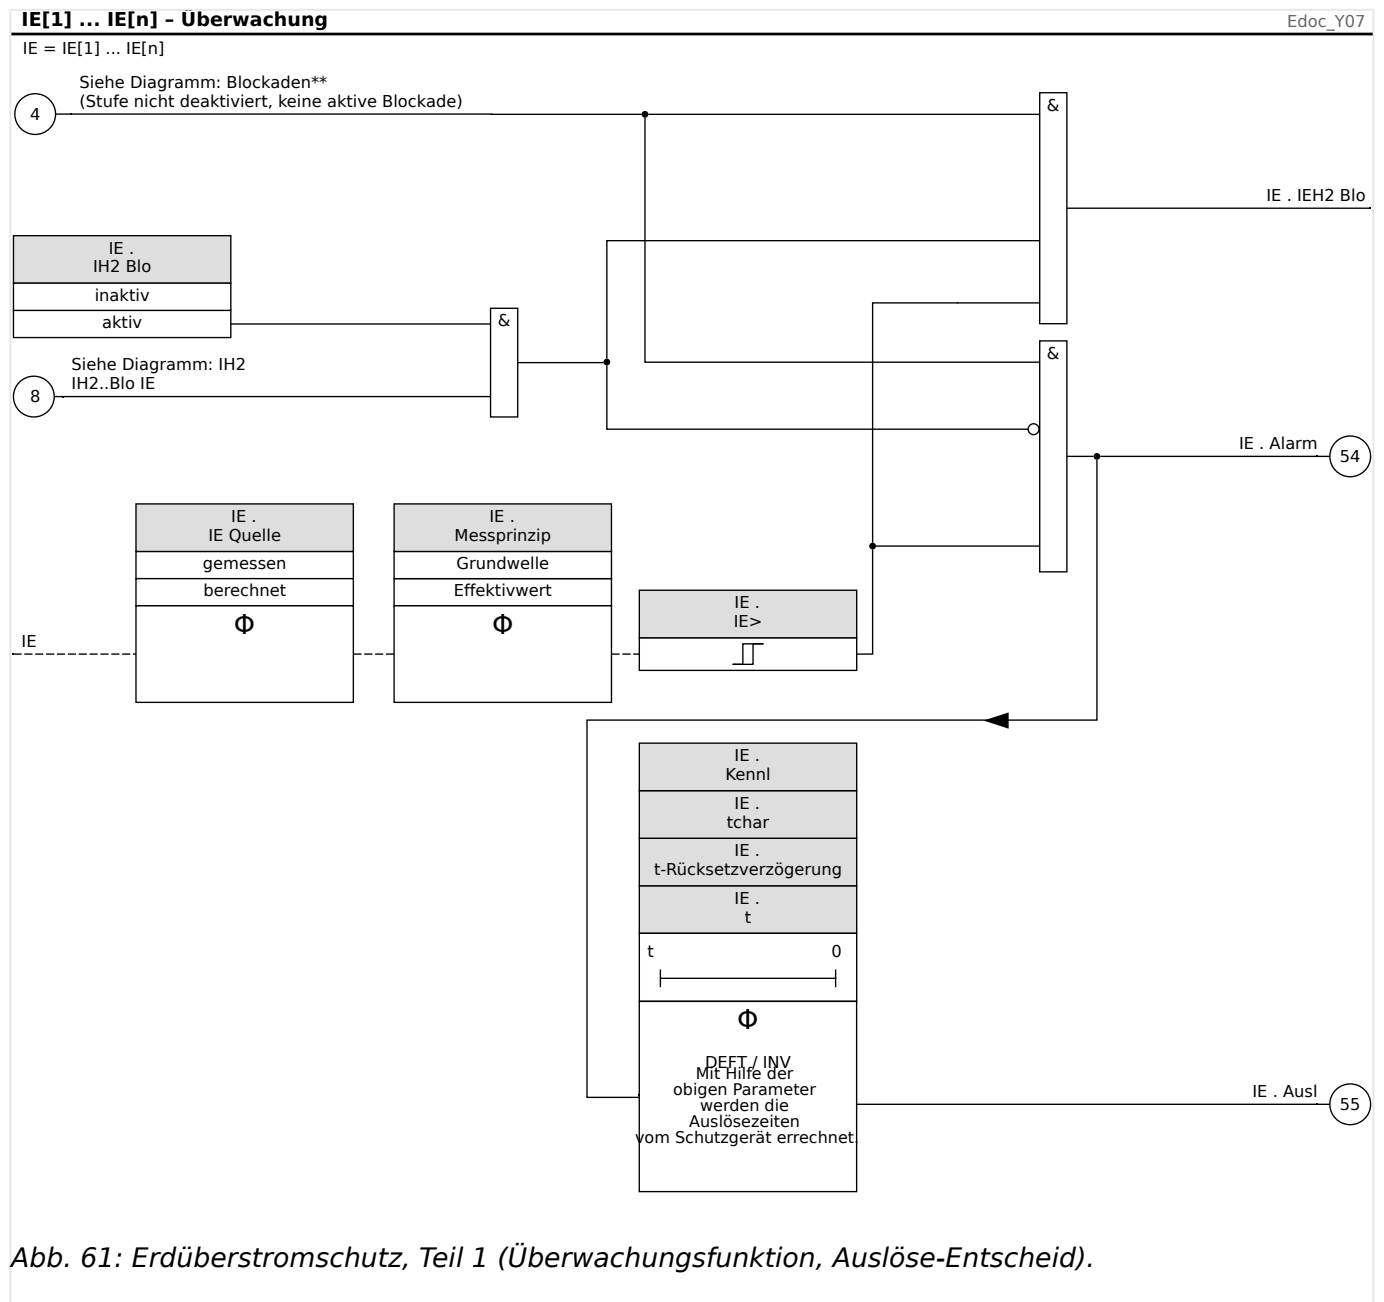 IE[1] ... IE[n] – Überwachung
Edoc_Y07
IE = IE[1] ... IE[n]
Siehe Diagramm: Blockaden**
(Stufe nicht deaktiviert, keine aktive Blockade)
4
&
IE . IEH2 Blo
IE .
IH2 Blo
inaktiv
aktiv
&
Siehe Diagramm: IH2
IH2..Blo IE
8
&
IE . Alarm
54
IE .
IE Quelle
gemessen
berechnet
Φ
IE .
Messprinzip
Grundwelle
Effektivwert
Φ
IE .
IE>
IE
IE .
Kennl
IE .
tchar
IE .
t-Rücksetzverzögerung
IE .
t
t 0
Φ
DEFT / INV
Mit Hilfe der
obigen Parameter
werden die
Auslösezeiten
vom Schutzgerät errechnet.
IE . Ausl
55
Abb. 61: Erdüberstromschutz, Teil 1 (Überwachungsfunktion, Auslöse-Entscheid).